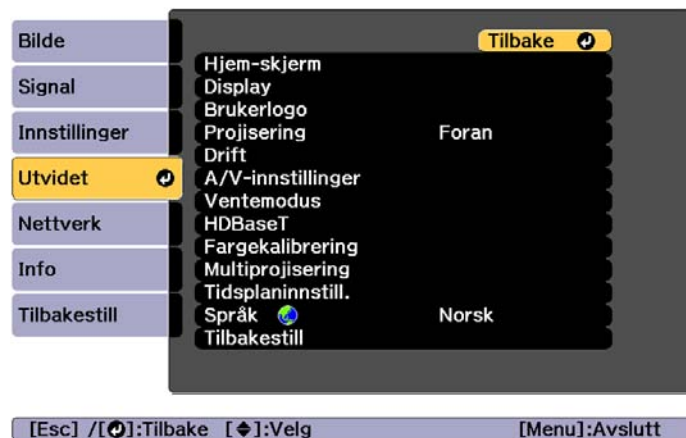 Bilde
Signal
Innstillinger
Utvidet
Nettverk
Info
Tilbakestill
Tilbake
Hjem-skjerm
Display
Brukerlogo
Projisering Foran
Drift
A/V-innstillinger
Ventemodus
HDBaseT
Fargekalibrering
Multiprojisering
Tidsplaninnstill.
Språk Norsk
Tilbakestill
[Esc] /[⏎]:Tilbake [◆]:Velg [Menu]:Avslutt